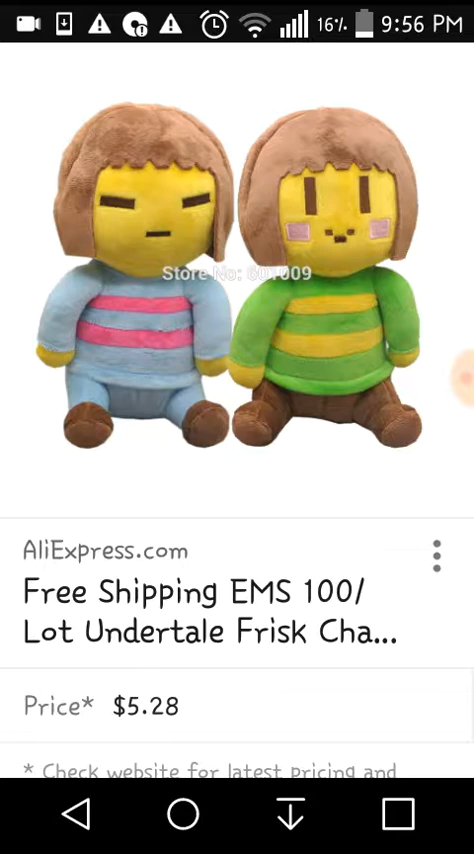 16% 9:56 PM
Store No: 601009
AliExpress.com
Free Shipping EMS 100/
Lot Undertale Frisk Cha...
Price* $5.28
* Check website for latest pricing and